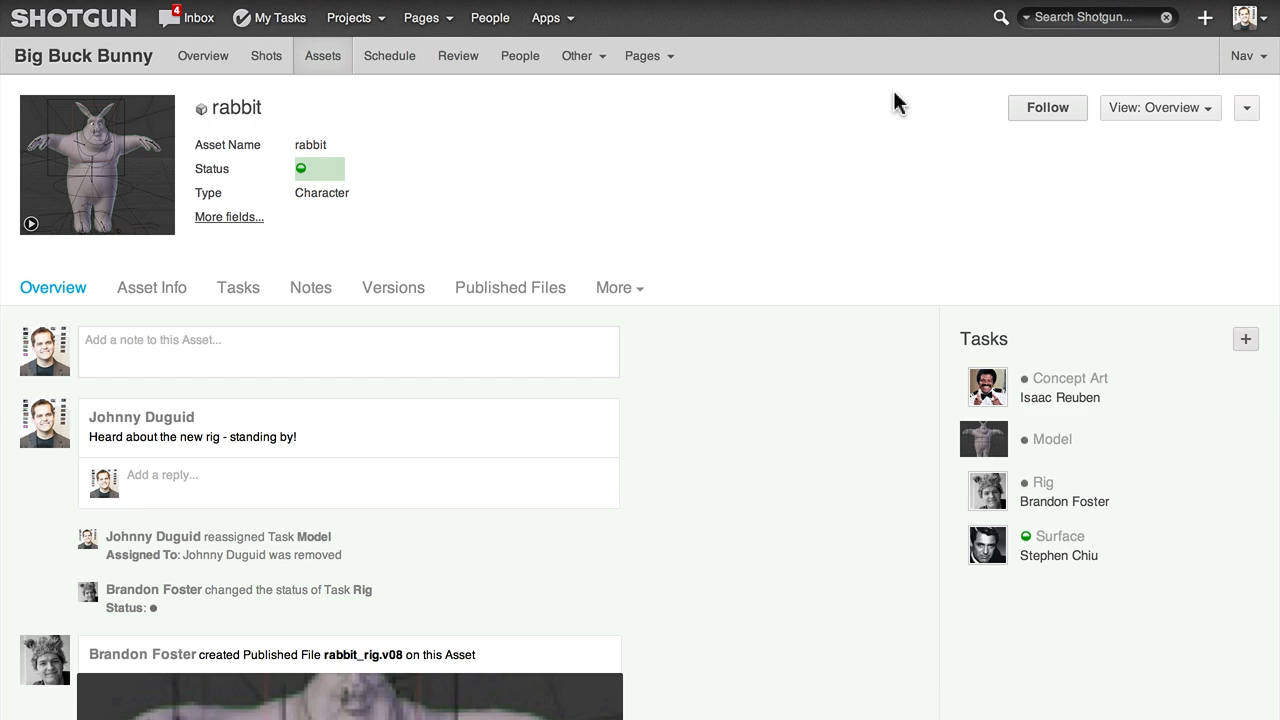 SHOTGUN 4 Inbox My Tasks Projects Pages People Apps Search Shotgun...
Big Buck Bunny Overview Shots Assets Schedule Review People Other Pages Nav
rabbit
Follow View: Overview
Asset Name rabbit
Status
Type Character
More fields...
Overview Asset Info Tasks Notes Versions Published Files More
Add a note to this Asset...
Johnny Duguid
Heard about the new rig - standing by!
Add a reply...
Johnny Duguid reassigned Task Model
Assigned To: Johnny Duguid was removed
Brandon Foster changed the status of Task Rig
Status:
Brandon Foster created Published File rabbit_rig.v08 on this Asset
Tasks
Concept Art
Isaac Reuben
Model
Rig
Brandon Foster
Surface
Stephen Chiu